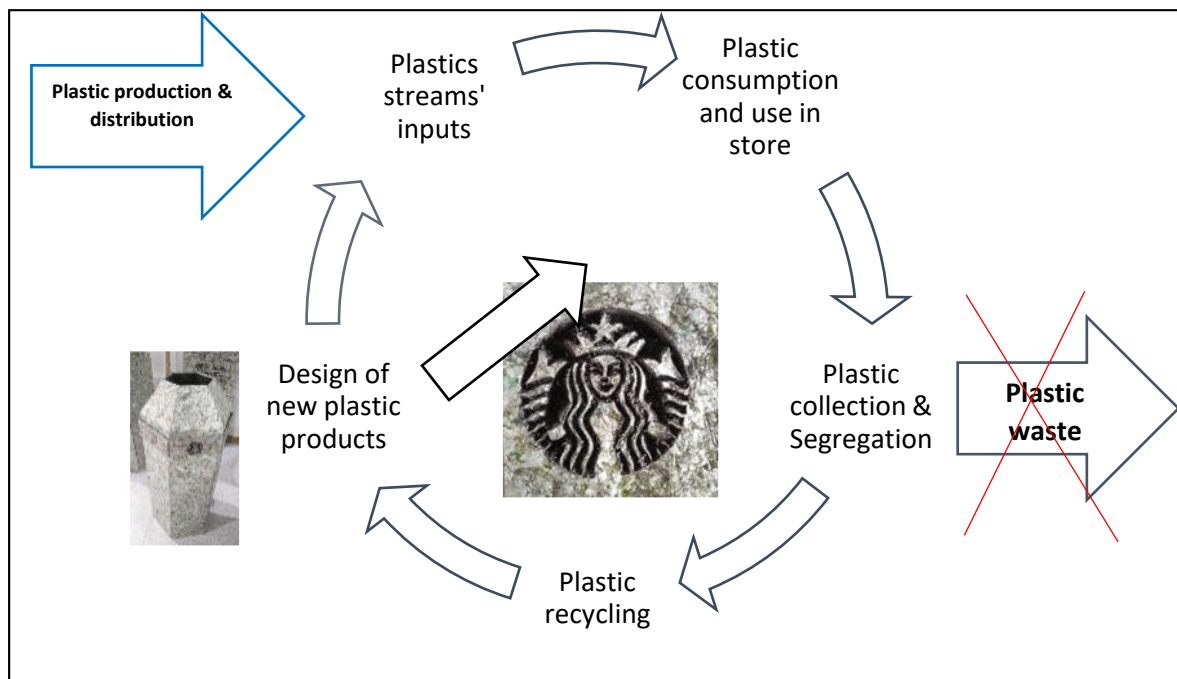 Plastic production &
distribution
Plastics
streams'
inputs
Plastic
consumption
and use in
store
Plastic
collection &
Segregation
Plastic
waste
Plastic
recycling
Design of
new plastic
products